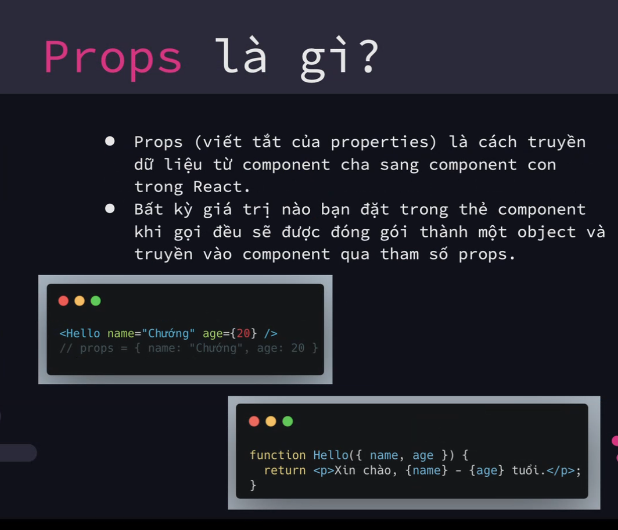 Props là gì?
● Props (viết tắt của properties) là cách truyền
dữ liệu từ component cha sang component con
trong React.
● Bất kỳ giá trị nào bạn đặt trong thẻ component
khi gọi đều sẽ được đóng gói thành một object và
truyền vào component qua tham số props.
<Hello name="Chướng" age={20} />
// props = { name: "Chướng", age: 20 }
function Hello({ name, age }) {
  return <p>Xin chào, {name} - {age} tuổi.</p>;
}